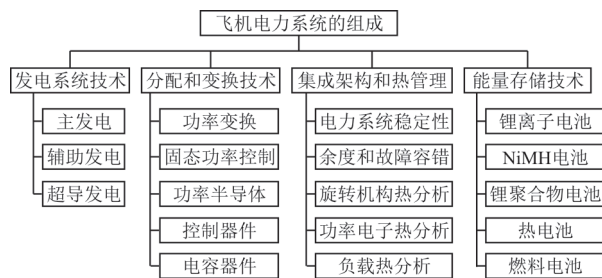 飞机电力系统的组成
发电系统技术
分配和变换技术
集成架构和热管理
能量存储技术
主发电
辅助发电
超导发电
功率变换
固态功率控制
功率半导体
控制器件
电容器件
电力系统稳定性
余度和故障容错
旋转机构热分析
功率电子热分析
负载热分析
锂离子电池
NiMH电池
锂聚合物电池
热电池
燃料电池